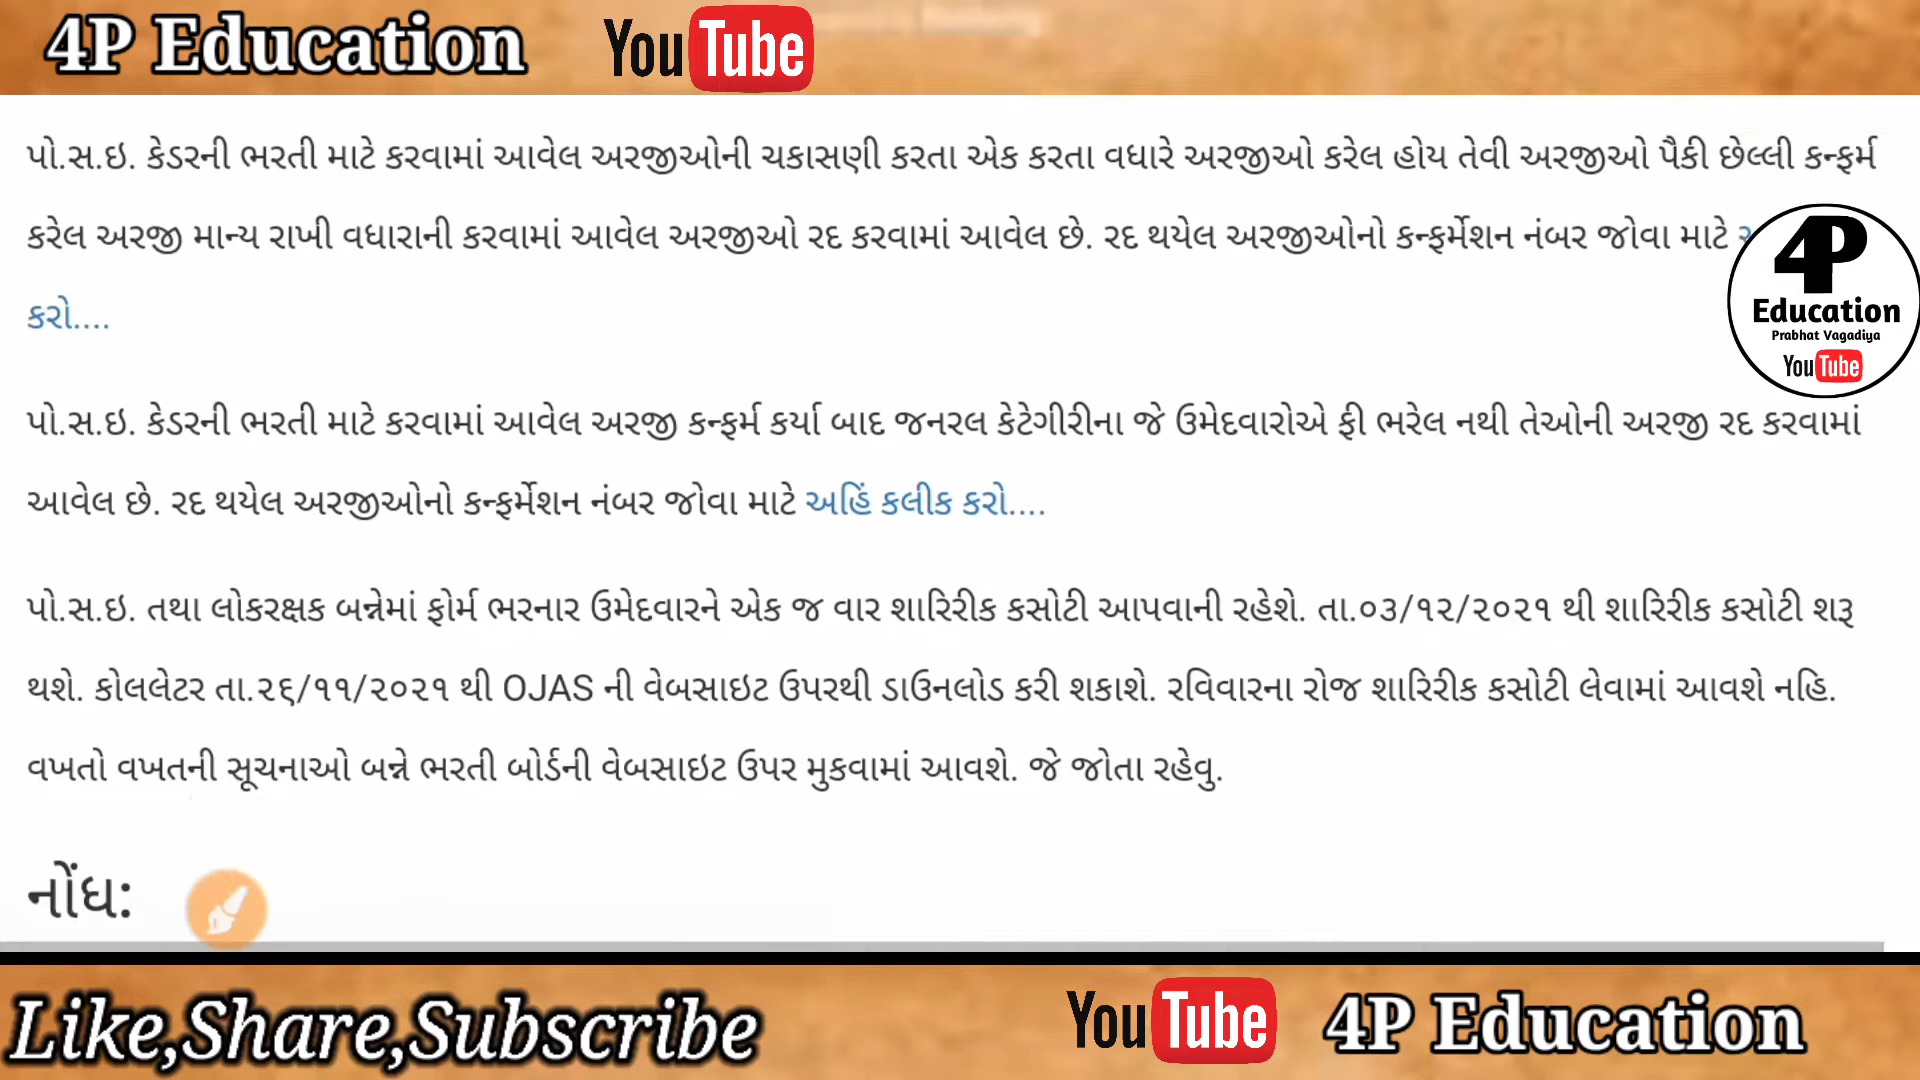 4P Education YouTube
પો.સ.ઇ. કેડરની ભરતી માટે કરવામાં આવેલ અરજીઓની ચકાસણી કરતા એક કરતા વધારે અરજીઓ કરેલ હોય તેવી અરજીઓ પૈકી છેલ્લી કન્ફર્મ
કરેલ અરજી માન્ય રાખી વધારાની કરવામાં આવેલ અરજીઓ રદ કરવામાં આવેલ છે. રદ થયેલ અરજીઓનો કન્ફર્મેશન નંબર જોવા માટે
કરો....
4P
Education
Prabhat Vagadiya
YouTube
પો.સ.ઇ. કેડરની ભરતી માટે કરવામાં આવેલ અરજી કન્ફર્મ કર્યા બાદ જનરલ કેટેગીરીના જે ઉમેદવારોએ ફી ભરેલ નથી તેઓની અરજી રદ કરવામાં
આવેલ છે. રદ થયેલ અરજીઓનો કન્ફર્મેશન નંબર જોવા માટે અહિં કલીક કરો....
પો.સ.ઇ. તથા લોકરક્ષક બન્નેમાં ફોર્મ ભરનાર ઉમેદવારને એક જ વાર શારિરીક કસોટી આપવાની રહેશે. તા.૦૩/૧૨/૨૦૨૧ થી શારિરીક કસોટી શરૂ
થશે. કોલલેટર તા.૨૬/૧૧/૨૦૨૧ થી OJAS ની વેબસાઇટ ઉપરથી ડાઉનલોડ કરી શકાશે. રવિવારના રોજ શારિરીક કસોટી લેવામાં આવશે નહિ.
વખતો વખતની સૂચનાઓ બન્ને ભરતી બોર્ડની વેબસાઇટ ઉપર મુકવામાં આવશે. જે જોતા રહેવુ.
નોંધ:
Like,Share,Subscribe YouTube 4P Education